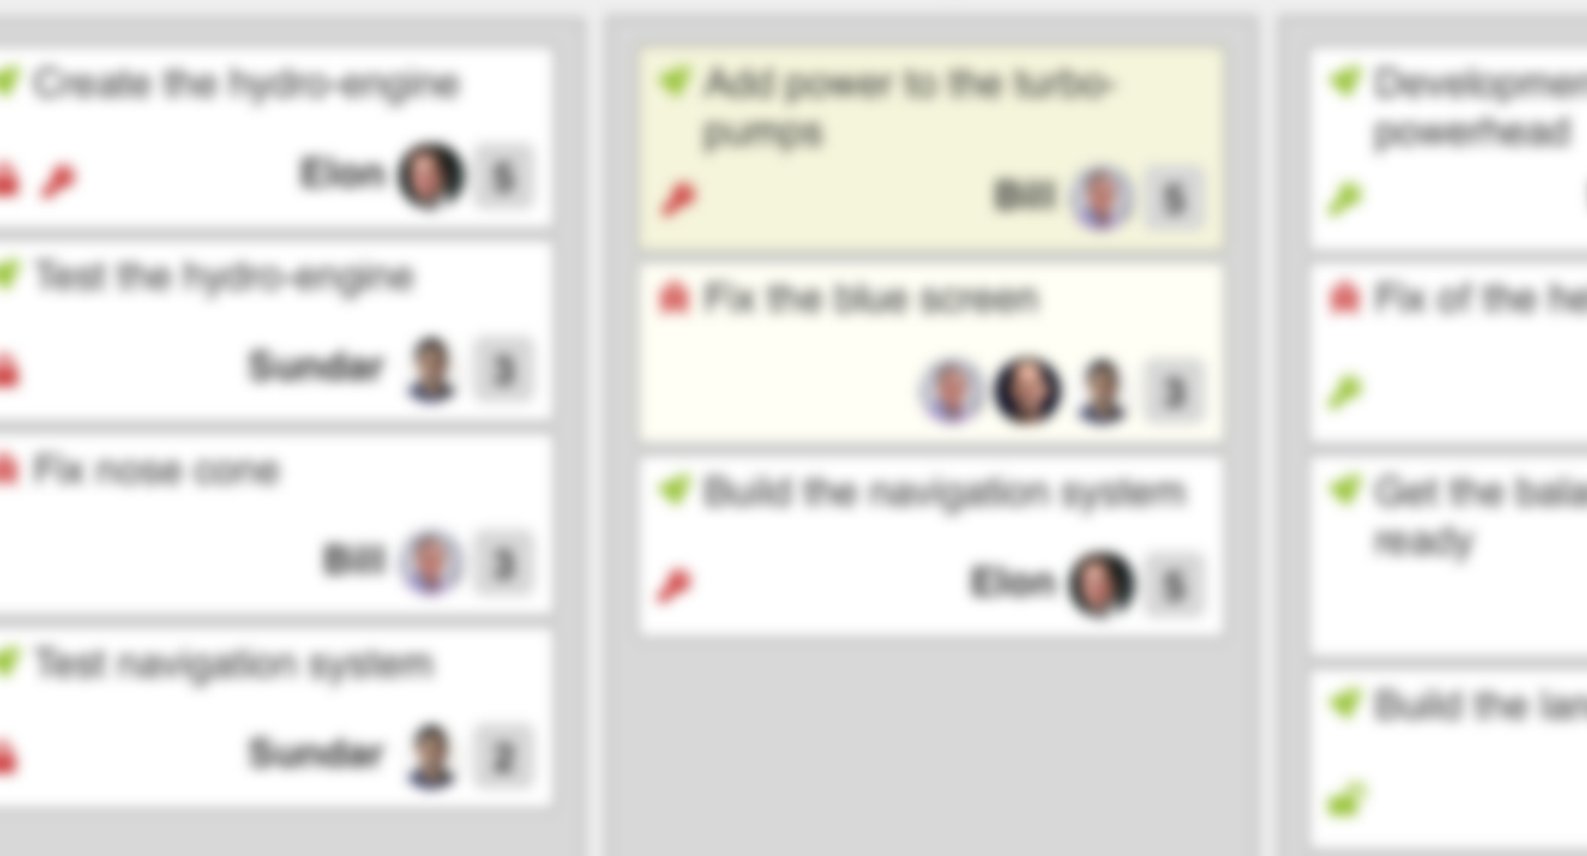 Create the hydro-engine
Elon 5
Test the hydro-engine
Sundar 3
Fix nose cone
Bill 3
Test navigation system
Sundar 2
Add power to the turbo-
pumps
Bill 5
Fix the blue screen
3
Build the navigation system
Elon 5
powerhead
Fix of the
Get the
ready
Build the